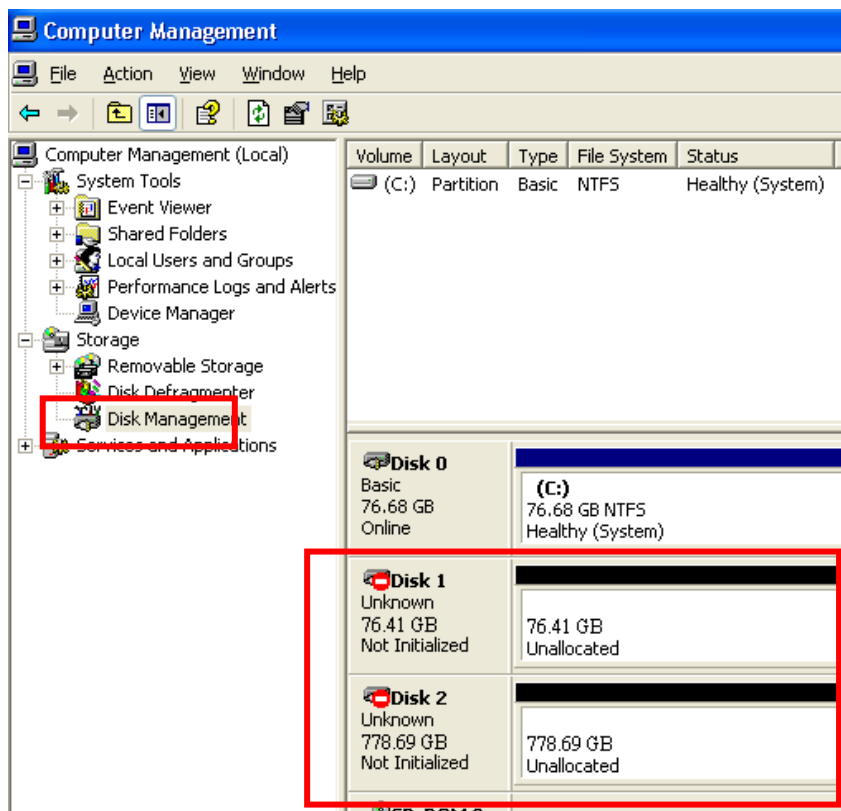 Computer Management
File Action View Window Help
Computer Management (Local)
System Tools
Event Viewer
Shared Folders
Local Users and Groups
Performance Logs and Alerts
Device Manager
Storage
Removable Storage
Disk Defragmenter
Disk Management
Services and Applications
Volume Layout Type File System Status
(C:) Partition Basic NTFS Healthy (System)
Disk 0
Basic
76.68 GB
Online
(C:)
76.68 GB NTFS
Healthy (System)
Disk 1
Unknown
76.41 GB
Not Initialized
76.41 GB
Unallocated
Disk 2
Unknown
778.69 GB
Not Initialized
778.69 GB
Unallocated